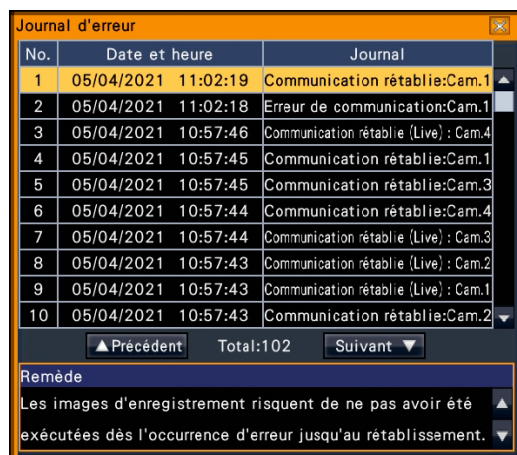 Journal d'erreur
No. Date et heure Journal
1 05/04/2021 11:02:19 Communication rétablie:Cam.1
2 05/04/2021 11:02:18 Erreur de communication:Cam.1
3 05/04/2021 10:57:46 Communication rétablie (Live) : Cam.4
4 05/04/2021 10:57:45 Communication rétablie:Cam.1
5 05/04/2021 10:57:45 Communication rétablie:Cam.3
6 05/04/2021 10:57:44 Communication rétablie:Cam.4
7 05/04/2021 10:57:44 Communication rétablie (Live) : Cam.3
8 05/04/2021 10:57:43 Communication rétablie (Live) : Cam.2
9 05/04/2021 10:57:43 Communication rétablie (Live) : Cam.1
10 05/04/2021 10:57:43 Communication rétablie:Cam.2
▲Précédent Total:102 Suivant ▼
Remède
Les images d'enregistrement risquent de ne pas avoir été
exécutées dès l'occurrence d'erreur jusqu'au rétablissement.